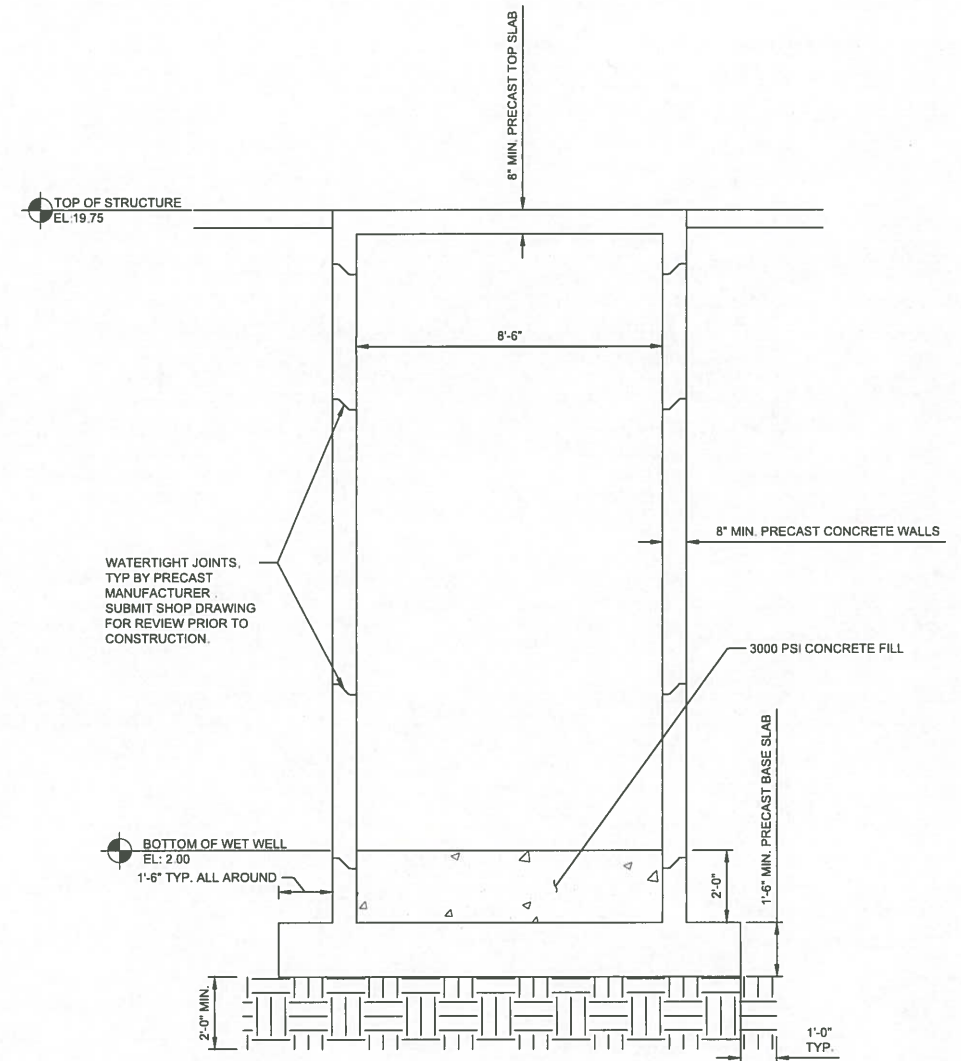 8" MIN. PRECAST TOP SLAB
TOP OF STRUCTURE
EL:19.75
8'-6"
8" MIN. PRECAST CONCRETE WALLS
WATERTIGHT JOINTS,
TYP BY PRECAST
MANUFACTURER.
SUBMIT SHOP DRAWING
FOR REVIEW PRIOR TO
CONSTRUCTION.
3000 PSI CONCRETE FILL
1'-6" MIN. PRECAST BASE SLAB
BOTTOM OF WET WELL
EL: 2.00
1'-6" TYP. ALL AROUND
2'-0"
2'-0" MIN.
1'-0"
TYP.